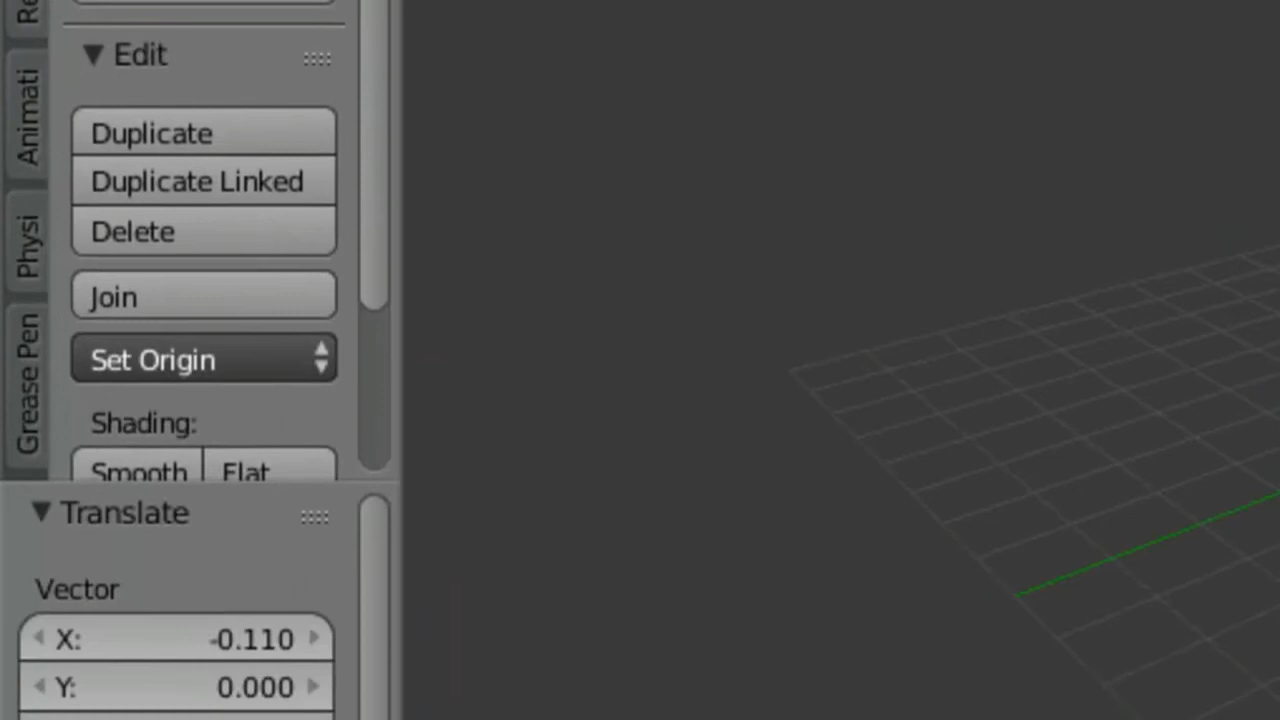 Re
Animati
Physi
Grease Pen
Edit
Duplicate
Duplicate Linked
Delete
Join
Set Origin
Shading:
Smooth Flat
Translate
Vector
X: -0.110
Y: 0.000